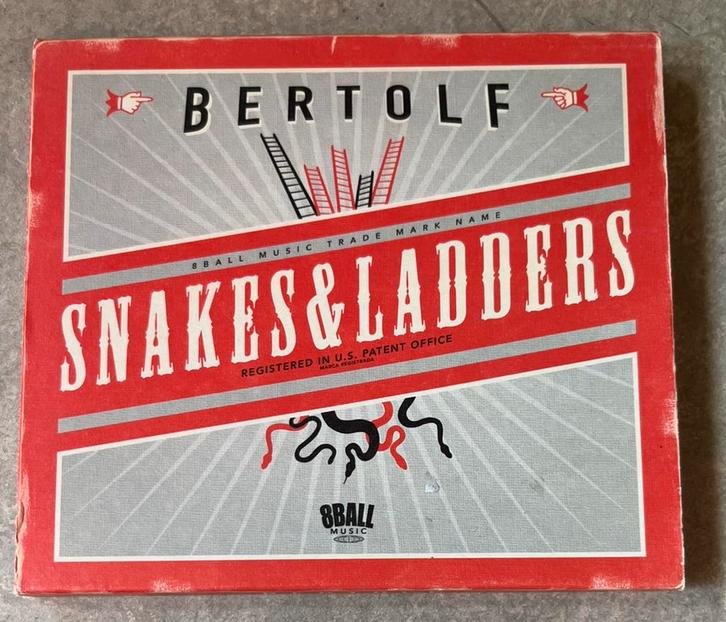 BERTOLF
8BALL MUSIC TRADE MARK NAME
SNAKES&LADDERS
REGISTERED IN U.S. PATENT OFFICE
MARCA REGISTRADA
8BALL
MUSIC